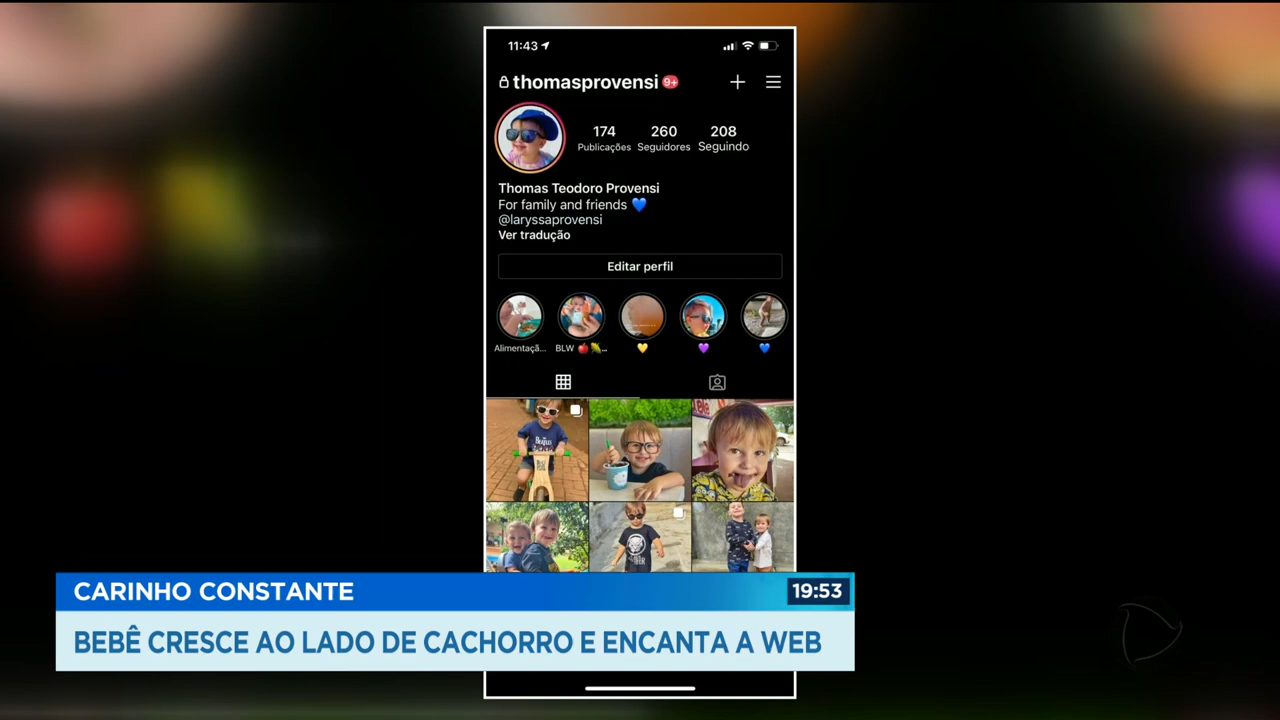 11:43
thomasprovensi 9+
174 260 208
Publicações Seguidores Seguindo
Thomas Teodoro Provensi
For family and friends 💙
@laryssaprovensi
Ver tradução
Editar perfil
Alimentaçã... BLW 🍎🌽... 💛 💜 💙
CARINHO CONSTANTE
19:53
BEBÊ CRESCE AO LADO DE CACHORRO E ENCANTA A WEB